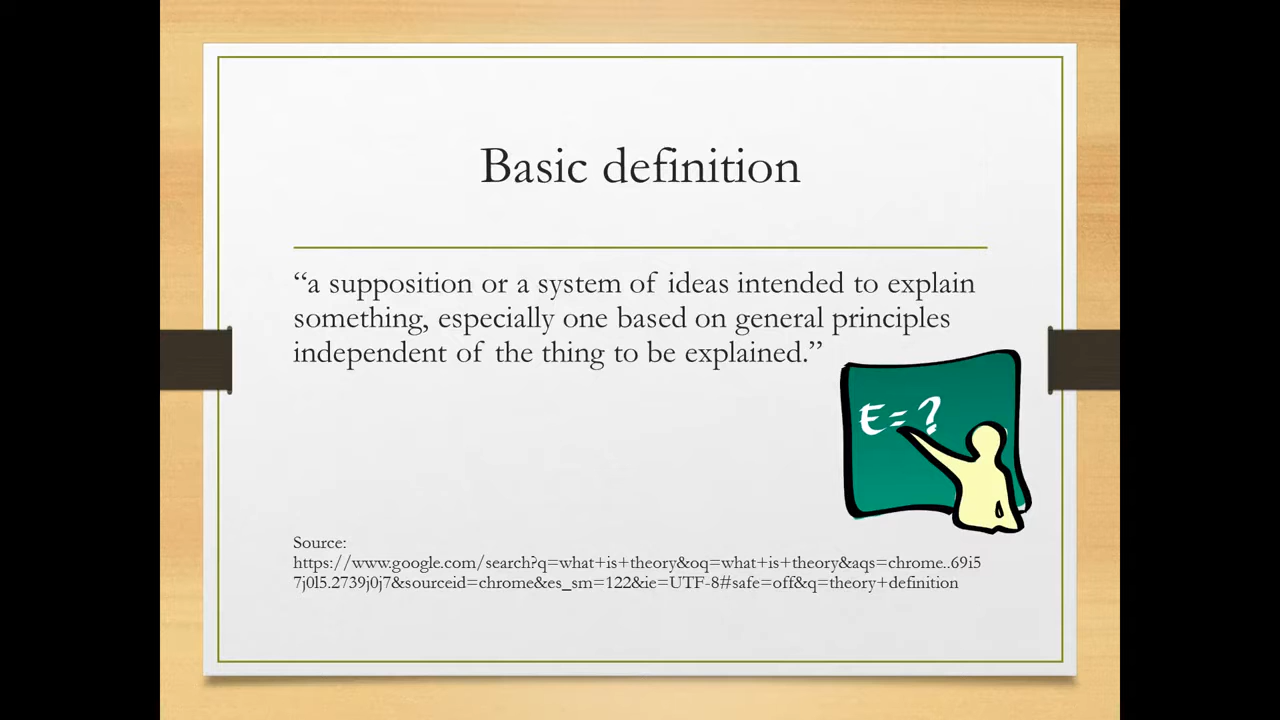 Basic definition
“a supposition or a system of ideas intended to explain
something, especially one based on general principles
independent of the thing to be explained.”
E = ?
Source:
https://www.google.com/search?q=what+is+theory&oq=what+is+theory&aqs=chrome..69i5
7j0l5.2739j0j7&sourceid=chrome&es_sm=122&ie=UTF-8#safe=off&q=theory+definition